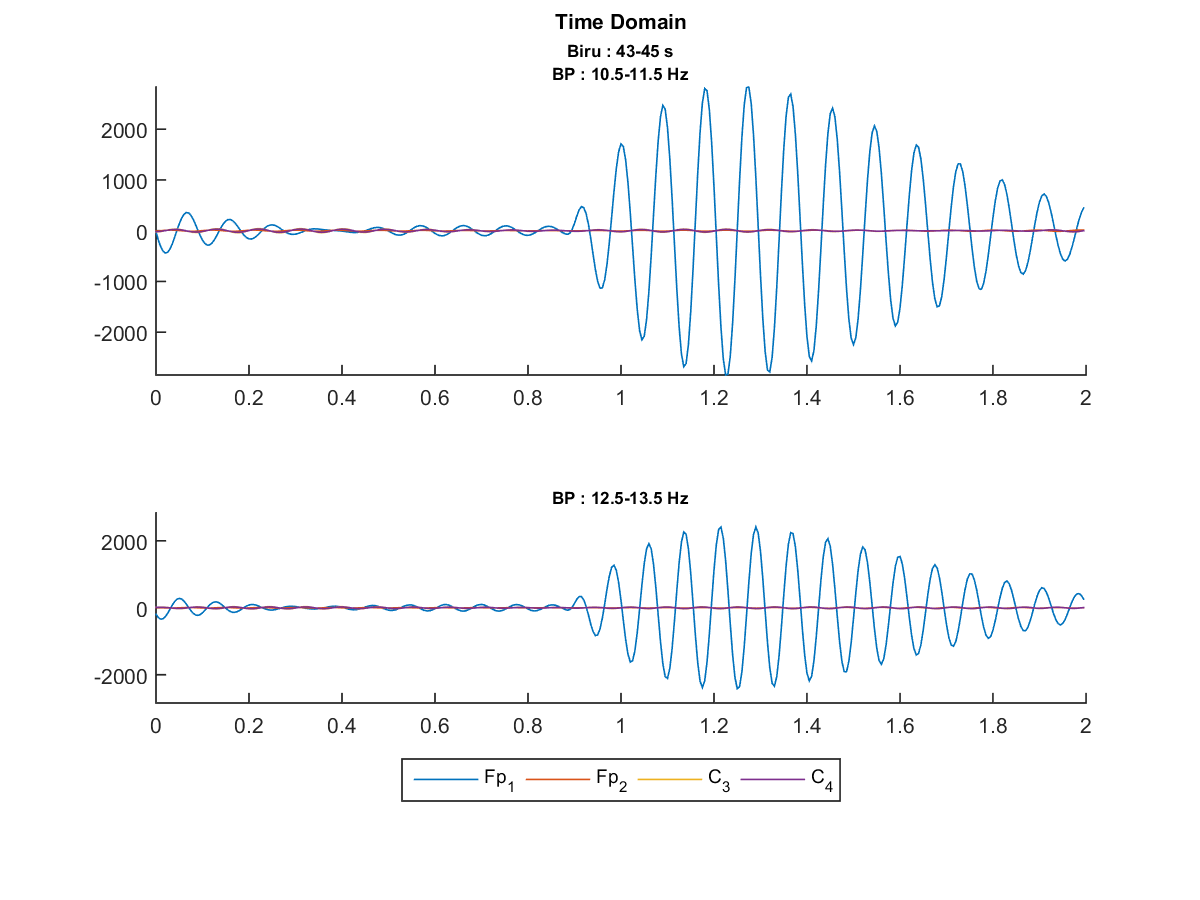 Time Domain
Biru : 43-45 s
BP : 10.5-11.5 Hz
2000
1000
0
-1000
-2000
0 0.2 0.4 0.6 0.8 1 1.2 1.4 1.6 1.8 2
BP : 12.5-13.5 Hz
2000
0
-2000
0 0.2 0.4 0.6 0.8 1 1.2 1.4 1.6 1.8 2
Fp1 Fp2 C3 C4